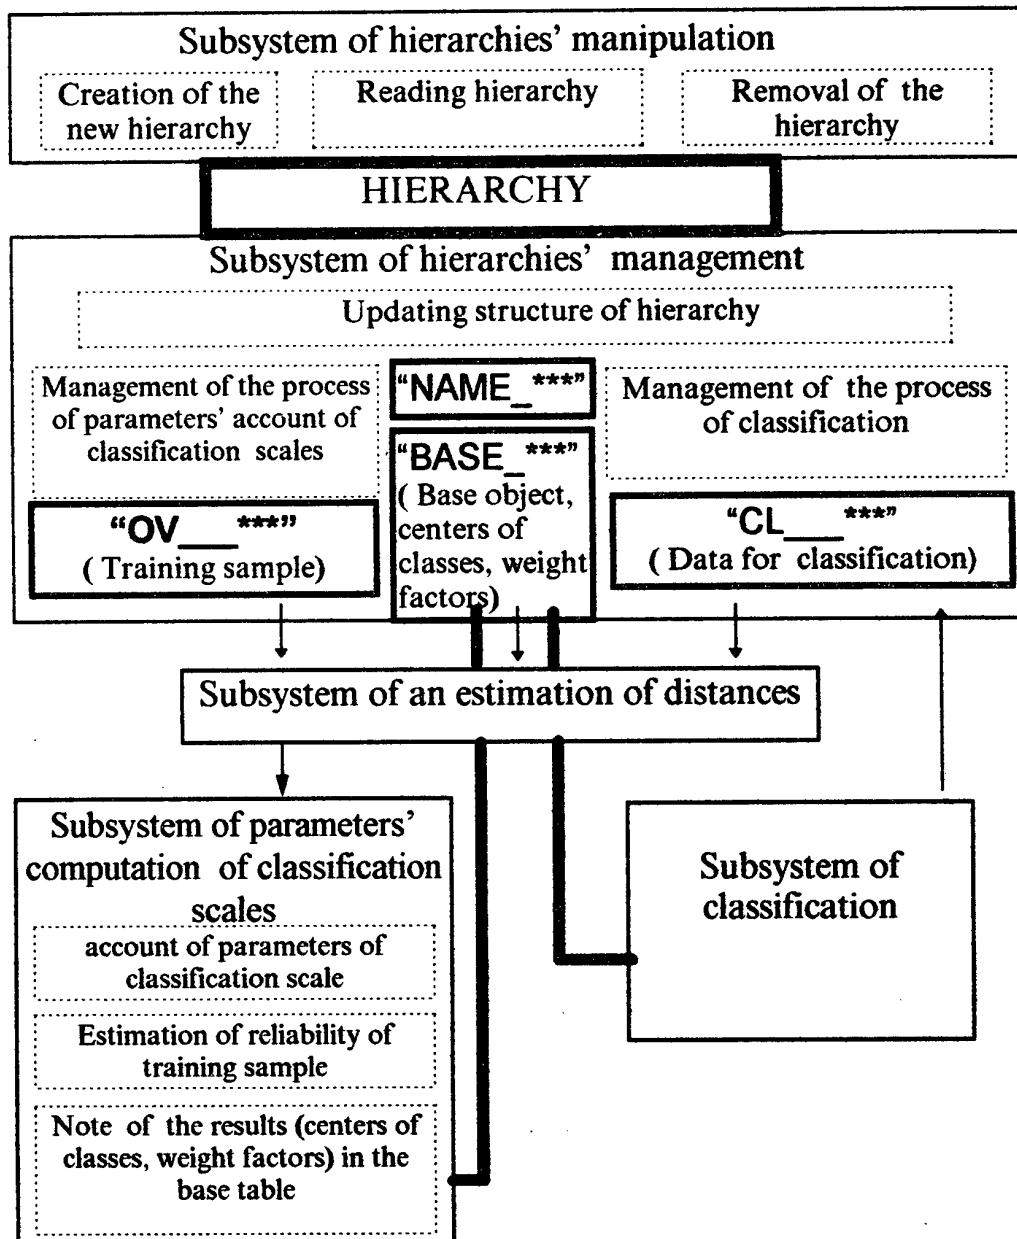 Subsystem of hierarchies' manipulation
Creation of the
new hierarchy
Reading hierarchy
Removal of the
hierarchy
HIERARCHY
Subsystem of hierarchies' management
Updating structure of hierarchy
Management of the process
of parameters' account of
classification scales
"NAME_***"
Management of the process
of classification
"BASE_***"
( Base object,
centers of
classes, weight
factors)
"OV___***"
( Training sample)
"CL___***"
( Data for classification)
Subsystem of an estimation of distances
Subsystem of parameters'
computation of classification
scales
account of parameters of
classification scale
Estimation of reliability of
training sample
Note of the results (centers of
classes, weight factors) in the
base table
Subsystem of
classification